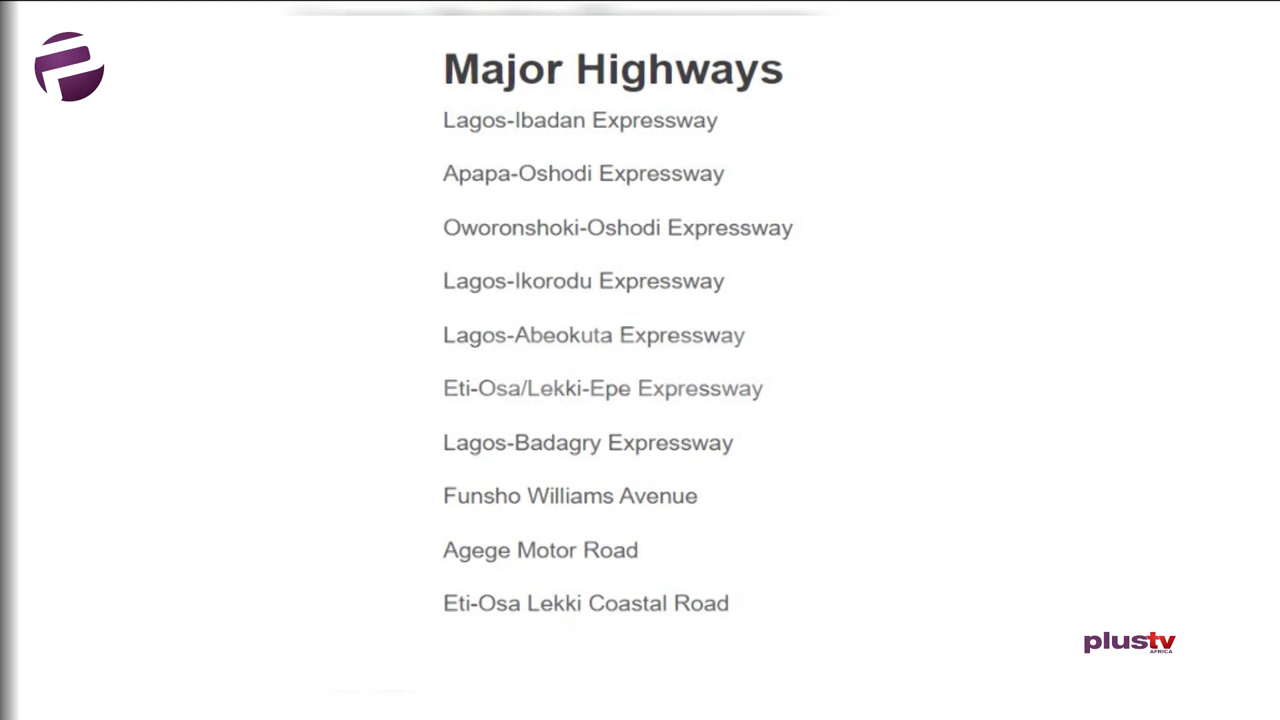 Major Highways
Lagos-Ibadan Expressway
Apapa-Oshodi Expressway
Oworonshoki-Oshodi Expressway
Lagos-Ikorodu Expressway
Lagos-Abeokuta Expressway
Eti-Osa/Lekki-Epe Expressway
Lagos-Badagry Expressway
Funsho Williams Avenue
Agege Motor Road
Eti-Osa Lekki Coastal Road
plustv
AFRICA